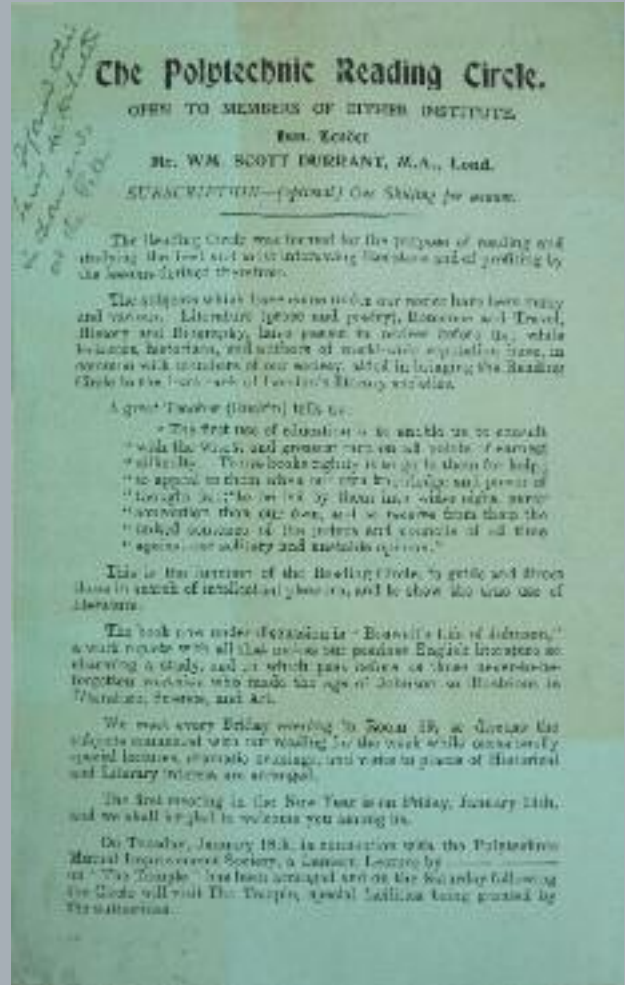 The Polytechnic Reading Circle.
OPEN TO MEMBERS OF EITHER INSTITUTE.
Hon. Leader
Mr. WM. SCOTT DURRANT, M.A., Lond.
SUBSCRIPTION—(optional) One Shilling per annum.
The Reading Circle was formed for the purpose of reading and
studying the best and most interesting literature and of profiting by
the lessons derived therefrom.
The subjects which have come under our notice have been many
and various. Literature (prose and poetry), Romance and Travel,
History and Biography, have passed in review before us, while
historians, and authors of world-wide reputation have, in
common with members of our society, aided in bringing the Reading
Circle to the front rank of London's literary societies.
A great Teacher (Ruskin) tells us:
"The first use of education is to enable us to consult
"with the wisest and greatest men on all points of earnest
"difficulty. To use books rightly is to go to them for help;
"to appeal to them when our own knowledge and power of
"thought fail; to be led by them into wider sight, purer
"conception than our own, and to receive from them the
"united sentence of the judges and councils of all time
"against our solitary and unstable opinion."
This is the function of the Reading Circle, to guide and direct
those in search of intellectual pleasure, and to show the true use of
literature.
The book now under discussion is "Boswell's Life of Johnson,"
a work replete with all that makes our peerless English literature so
charming a study, and in which pass before us those never-to-be-
forgotten worthies who made the age of Johnson so illustrious in
Literature, Science, and Art.
We meet every Friday evening in Room 19, to discuss the
subjects connected with our reading for the week while occasionally
special lectures, dramatic evenings, and visits to places of Historical
and Literary interest are arranged.
The first meeting in the New Year is on Friday, January 11th,
and we shall be glad to welcome you among us.
On Tuesday, January in connection with the Polytechnic
Mutual Improvement Society, a Lantern Lecture by
on "The Temple" has been arranged and on the Saturday following
the Circle will visit The Temple, special facilities being granted by
the authorities.